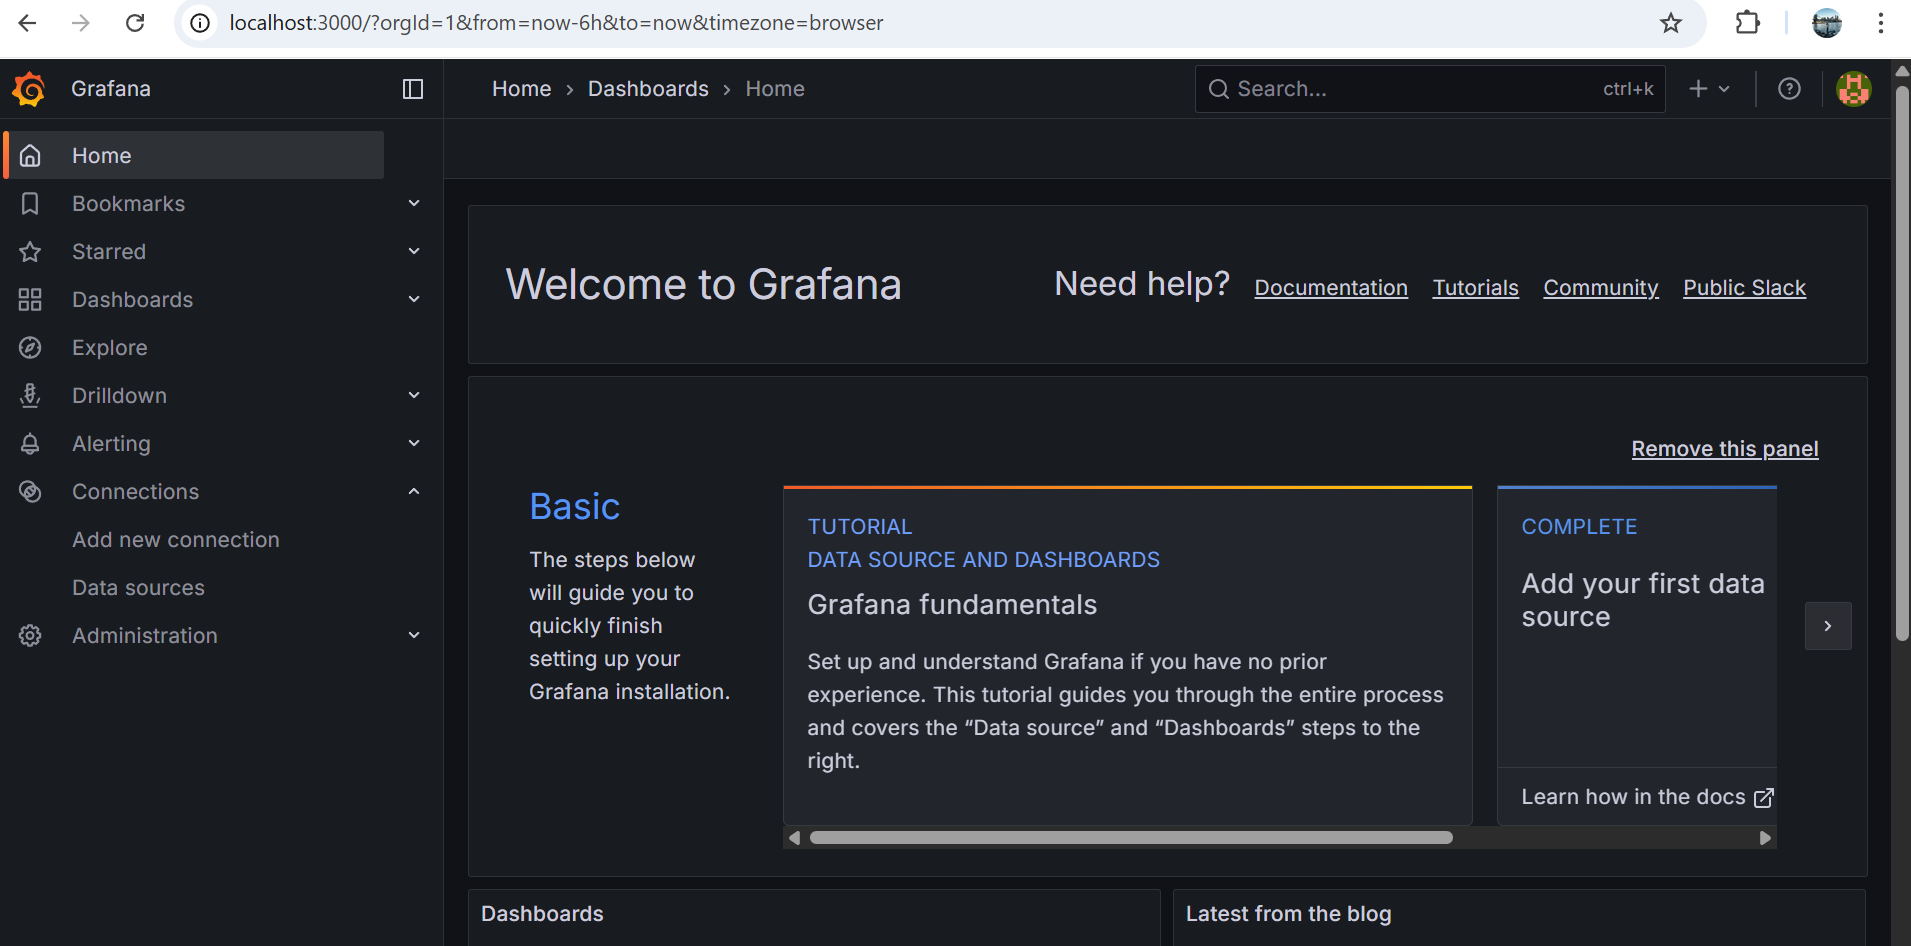 localhost:3000/?orgId=1&from=now-6h&to=now&timezone=browser
Grafana
Home › Dashboards › Home
Search...
ctrl+k
Home
Bookmarks
Starred
Dashboards
Explore
Drilldown
Alerting
Connections
Add new connection
Data sources
Administration
Welcome to Grafana
Need help?
Documentation
Tutorials
Community
Public Slack
Remove this panel
Basic
The steps below
will guide you to
quickly finish
setting up your
Grafana installation.
TUTORIAL
DATA SOURCE AND DASHBOARDS
Grafana fundamentals
Set up and understand Grafana if you have no prior
experience. This tutorial guides you through the entire process
and covers the “Data source” and “Dashboards” steps to the
right.
COMPLETE
Add your first data
source
Learn how in the docs
Dashboards
Latest from the blog